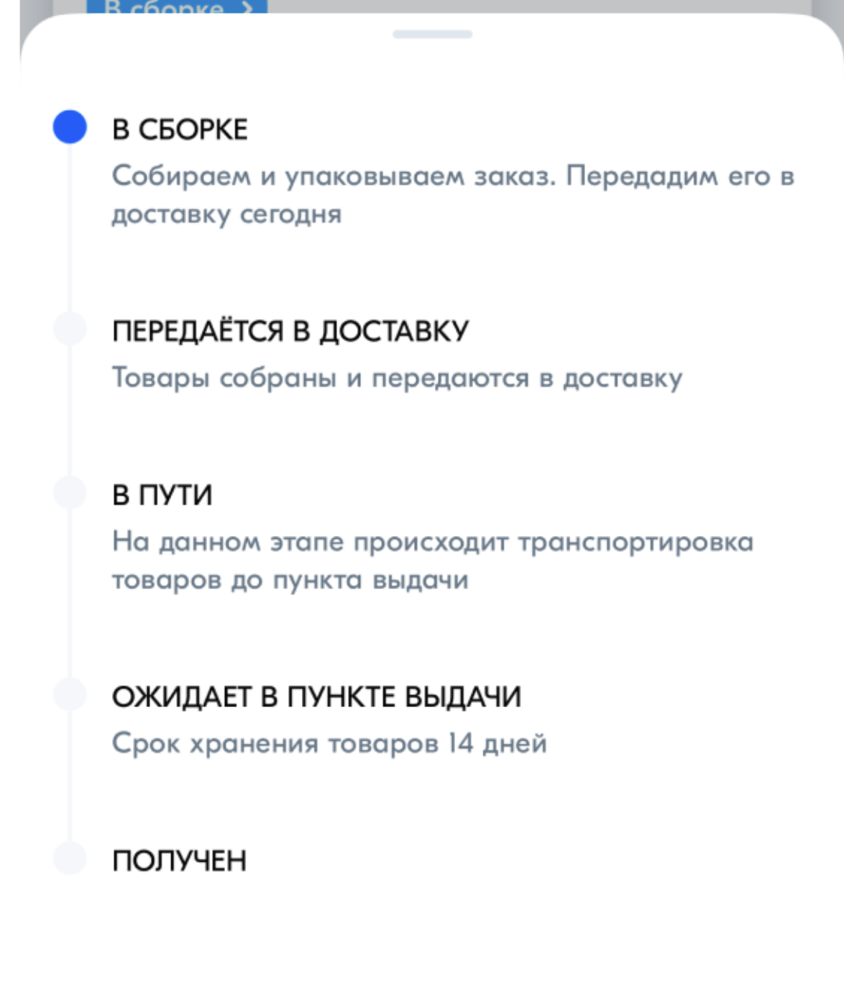 В сборке >
В СБОРКЕ
Собираем и упаковываем заказ. Передадим его в
доставку сегодня
ПЕРЕДАЁТСЯ В ДОСТАВКУ
Товары собраны и передаются в доставку
В ПУТИ
На данном этапе происходит транспортировка
товаров до пункта выдачи
ОЖИДАЕТ В ПУНКТЕ ВЫДАЧИ
Срок хранения товаров 14 дней
ПОЛУЧЕН